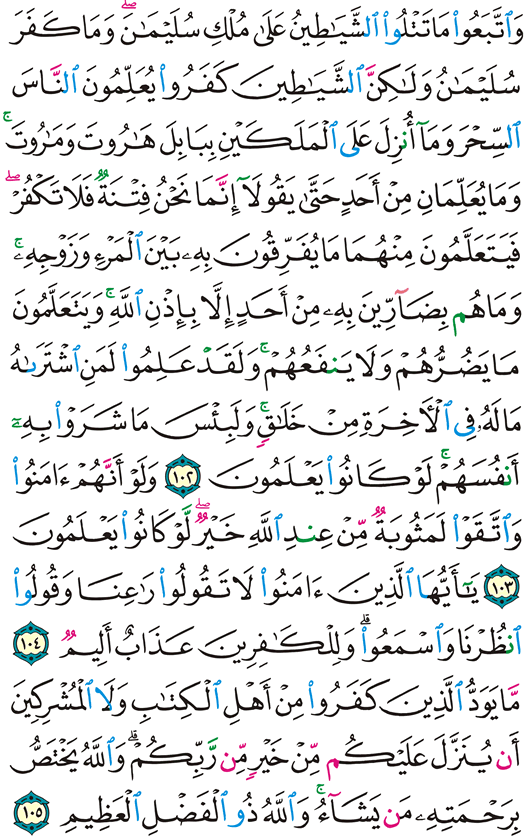 وَٱتَّبَعُوا۟ مَا تَتْلُوا۟ ٱلشَّيَـٰطِينُ عَلَىٰ مُلْكِ سُلَيْمَـٰنَ ۖ وَمَا كَفَرَ
سُلَيْمَـٰنُ وَلَـٰكِنَّ ٱلشَّيَـٰطِينَ كَفَرُوا۟ يُعَلِّمُونَ ٱلنَّاسَ
ٱلسِّحْرَ وَمَآ أُنزِلَ عَلَى ٱلْمَلَكَيْنِ بِبَابِلَ هَـٰرُوتَ وَمَـٰرُوتَ ۚ
وَمَا يُعَلِّمَانِ مِنْ أَحَدٍ حَتَّىٰ يَقُولَآ إِنَّمَا نَحْنُ فِتْنَةٌ فَلَا تَكْفُرْ ۖ
فَيَتَعَلَّمُونَ مِنْهُمَا مَا يُفَرِّقُونَ بِهِۦ بَيْنَ ٱلْمَرْءِ وَزَوْجِهِۦ ۚ
وَمَا هُم بِضَآرِّينَ بِهِۦ مِنْ أَحَدٍ إِلَّا بِإِذْنِ ٱللَّهِ ۚ وَيَتَعَلَّمُونَ
مَا يَضُرُّهُمْ وَلَا يَنفَعُهُمْ ۚ وَلَقَدْ عَلِمُوا۟ لَمَنِ ٱشْتَرَىٰهُ
مَا لَهُۥ فِى ٱلْـَٔاخِرَةِ مِنْ خَلَـٰقٍ ۚ وَلَبِئْسَ مَا شَرَوْا۟ بِهِۦٓ
أَنفُسَهُمْ ۚ لَوْ كَانُوا۟ يَعْلَمُونَ ١٠٢ وَلَوْ أَنَّهُمْ ءَامَنُوا۟
وَٱتَّقَوْا۟ لَمَثُوبَةٌ مِّنْ عِندِ ٱللَّهِ خَيْرٌ ۖ لَّوْ كَانُوا۟ يَعْلَمُونَ
١٠٣ يَـٰٓأَيُّهَا ٱلَّذِينَ ءَامَنُوا۟ لَا تَقُولُوا۟ رَٰعِنَا وَقُولُوا۟
ٱنظُرْنَا وَٱسْمَعُوا۟ ۗ وَلِلْكَـٰفِرِينَ عَذَابٌ أَلِيمٌ ١٠٤
مَّا يَوَدُّ ٱلَّذِينَ كَفَرُوا۟ مِنْ أَهْلِ ٱلْكِتَـٰبِ وَلَا ٱلْمُشْرِكِينَ
أَن يُنَزَّلَ عَلَيْكُم مِّنْ خَيْرٍ مِّن رَّبِّكُمْ ۗ وَٱللَّهُ يَخْتَصُّ
بِرَحْمَتِهِۦ مَن يَشَآءُ ۚ وَٱللَّهُ ذُو ٱلْفَضْلِ ٱلْعَظِيمِ ١٠٥